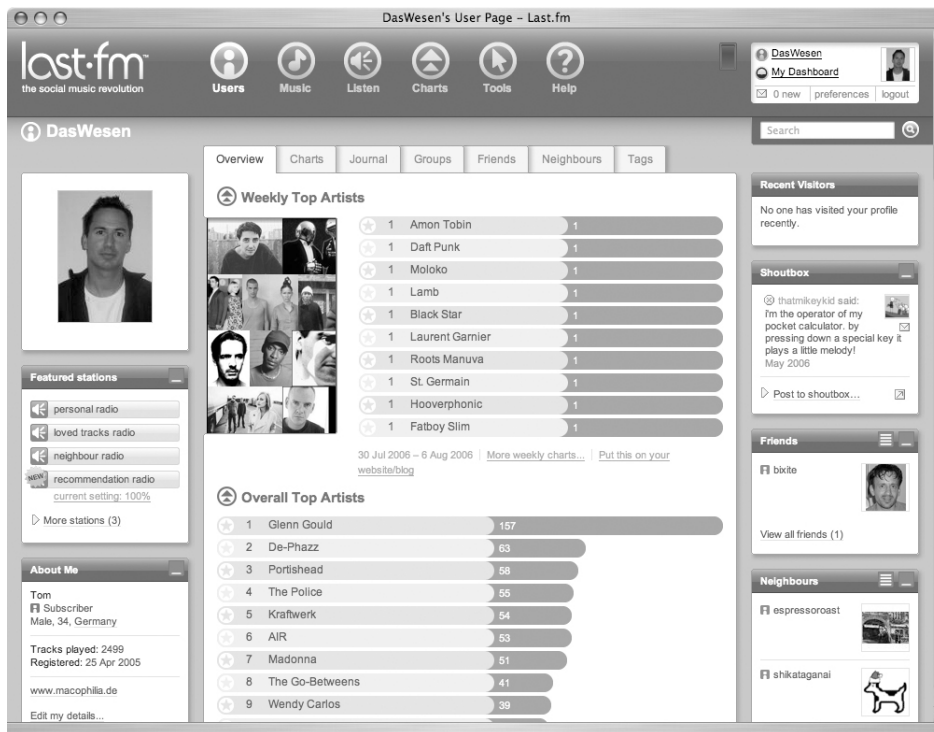 DasWesen's User Page – Last.fm
last·fm™
the social music revolution
Users
Music
Listen
Charts
Tools
Help
DasWesen
My Dashboard
0 new
preferences
logout
DasWesen
Search
Overview
Charts
Journal
Groups
Friends
Neighbours
Tags
Featured stations
personal radio
loved tracks radio
neighbour radio
NEW
recommendation radio
current setting: 100%
More stations (3)
About Me
Tom
Subscriber
Male, 34, Germany
Tracks played: 2499
Registered: 25 Apr 2005
www.macophilia.de
Edit my details...
Weekly Top Artists
1 Amon Tobin 1
1 Daft Punk 1
1 Moloko 1
1 Lamb 1
1 Black Star 1
1 Laurent Garnier 1
1 Roots Manuva 1
1 St. Germain 1
1 Hooverphonic 1
1 Fatboy Slim 1
30 Jul 2006 – 6 Aug 2006 More weekly charts... Put this on your
website/blog
Overall Top Artists
1 Glenn Gould 157
2 De-Phazz 63
3 Portishead 58
4 The Police 55
5 Kraftwerk 54
6 AIR 53
7 Madonna 51
8 The Go-Betweens 41
9 Wendy Carlos 39
Recent Visitors
No one has visited your profile
recently.
Shoutbox
thatmikeykid said:
i'm the operator of my
pocket calculator. by
pressing down a special key it
plays a little melody!
May 2006
Post to shoutbox...
Friends
bixite
View all friends (1)
Neighbours
espressoroast
shikataganai